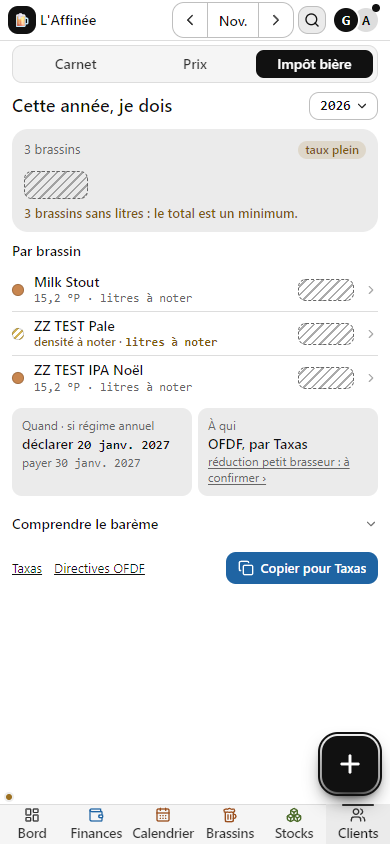 L'Affinée
Nov.
G A
Carnet
Prix
Impôt bière
Cette année, je dois
2026
3 brassins
taux plein
3 brassins sans litres : le total est un minimum.
Par brassin
Milk Stout
15,2 °P · litres à noter
ZZ TEST Pale
densité à noter · litres à noter
ZZ TEST IPA Noël
15,2 °P · litres à noter
Quand · si régime annuel
déclarer 20 janv. 2027
payer 30 janv. 2027
À qui
OFDF, par Taxas
réduction petit brasseur : à
confirmer ›
Comprendre le barème
Taxas
Directives OFDF
Copier pour Taxas
Bord
Finances
Calendrier
Brassins
Stocks
Clients